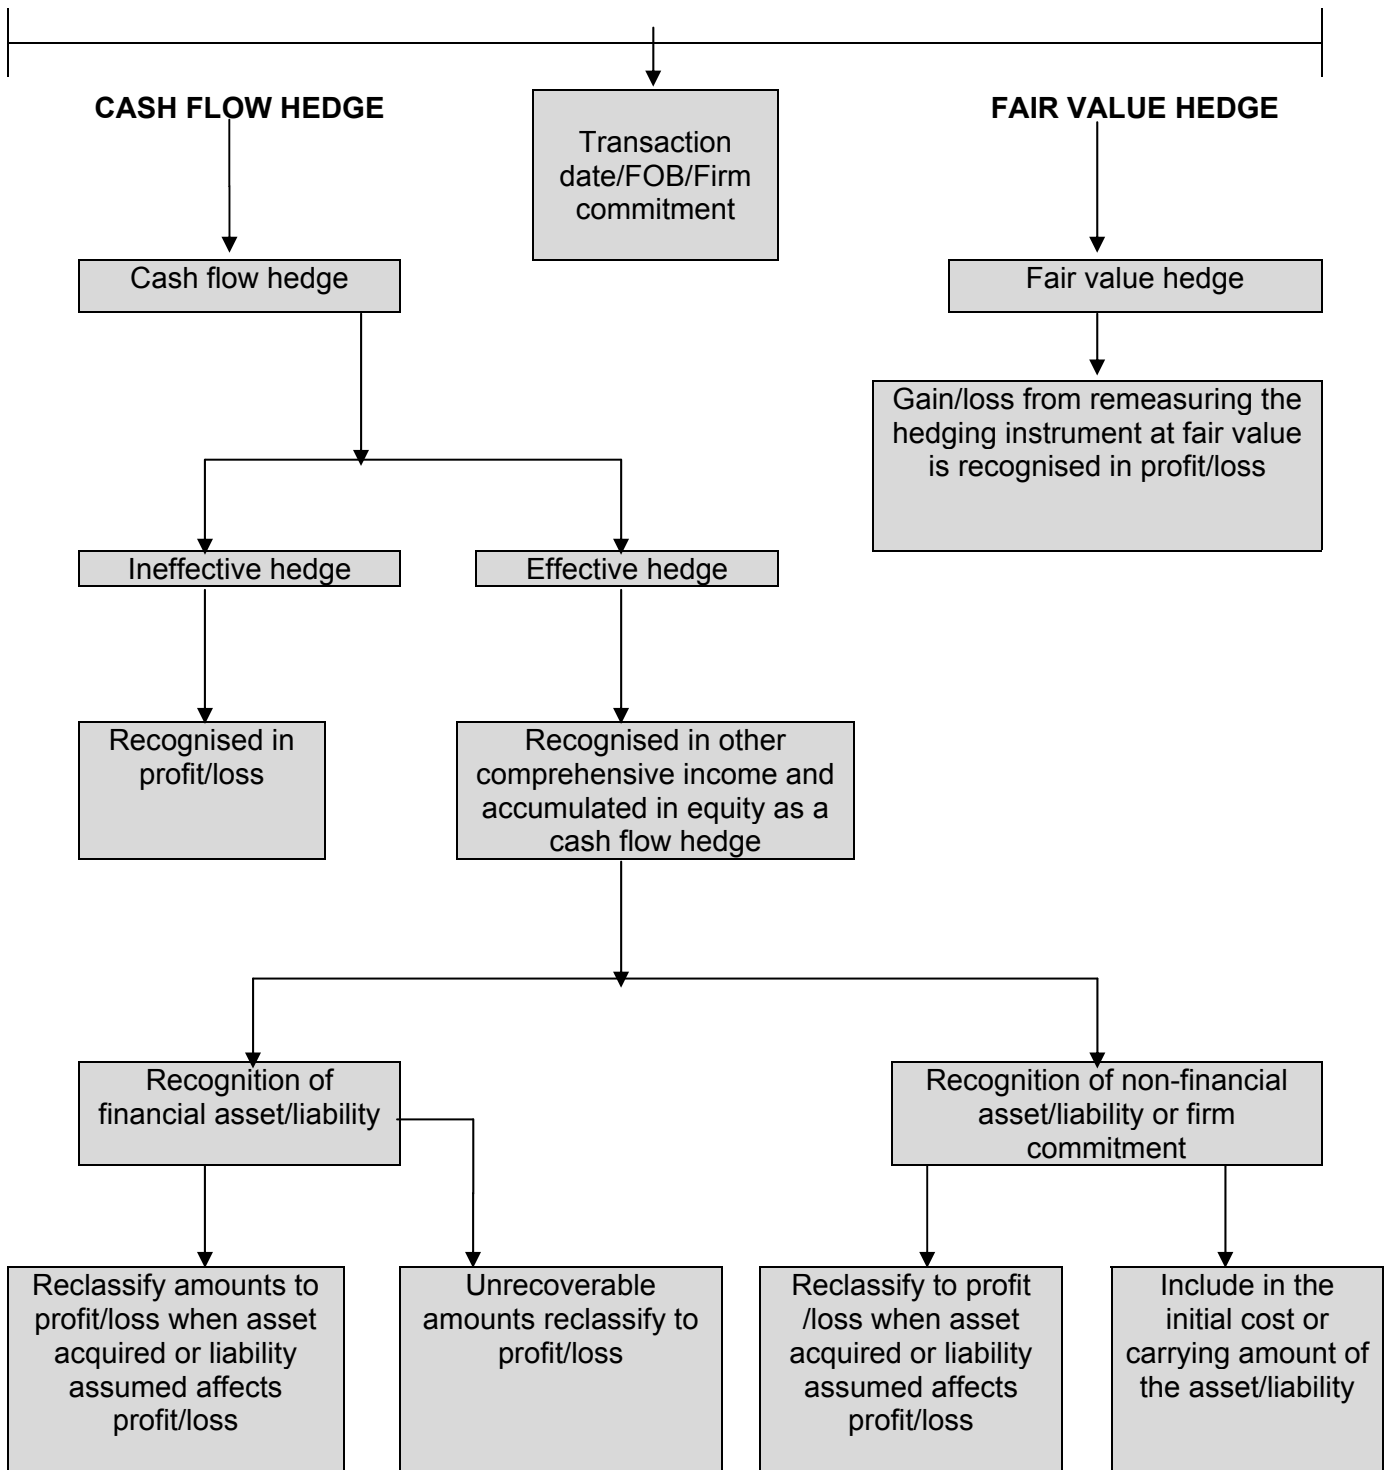 CASH FLOW HEDGE
Transaction
date/FOB/Firm
commitment
FAIR VALUE HEDGE
Cash flow hedge
Fair value hedge
Gain/loss from remeasuring the
hedging instrument at fair value
is recognised in profit/loss
Ineffective hedge
Effective hedge
Recognised in
profit/loss
Recognised in other
comprehensive income and
accumulated in equity as a
cash flow hedge
Recognition of
financial asset/liability
Recognition of non-financial
asset/liability or firm
commitment
Reclassify amounts to
profit/loss when asset
acquired or liability
assumed affects
profit/loss
Unrecoverable
amounts reclassify to
profit/loss
Reclassify to profit
/loss when asset
acquired or liability
assumed affects
profit/loss
Include in the
initial cost or
carrying amount of
the asset/liability